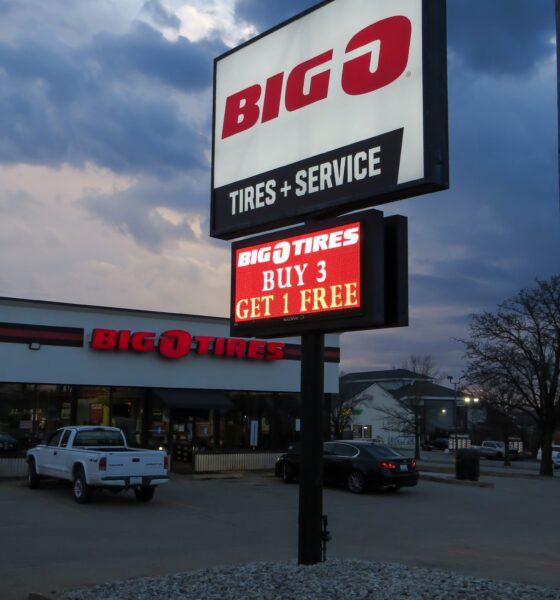 BIG O
TIRES + SERVICE
BIG O TIRES
BUY 3
GET 1 FREE
BIG O TIRES